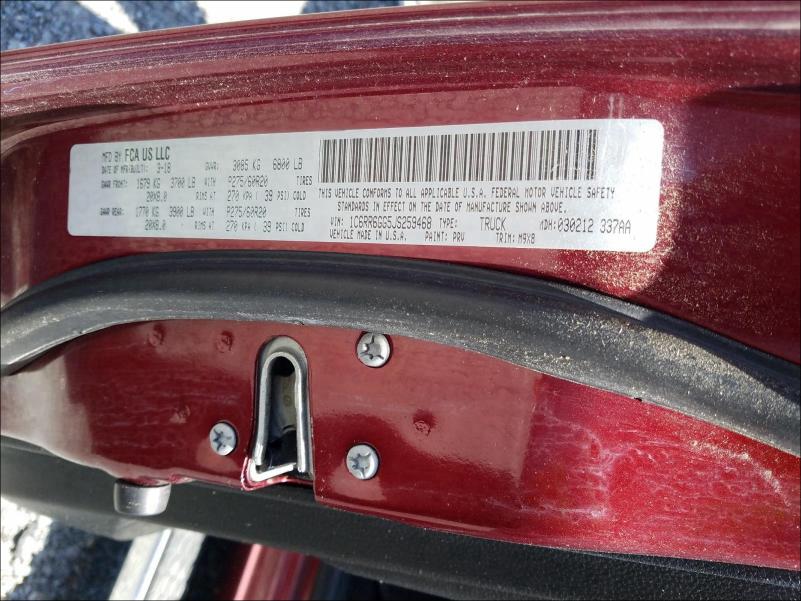 MFD BY FCA US LLC
DATE OF MFR(BUILT): 3-18 GVWR: 3085 KG 6800 LB
GAWR FRONT: 1679 KG 3700 LB WITH P275/60R20
20X8.0 RIMS AT 270 KPA ( 39 PSI) COLD
GAWR REAR: 1770 KG 3900 LB WITH P275/60R20
20X8.0 RIMS AT 270 KPA ( 39 PSI) COLD
THIS VEHICLE CONFORMS TO ALL APPLICABLE U.S.A. FEDERAL MOTOR VEHICLE SAFETY
STANDARDS IN EFFECT ON THE DATE OF MANUFACTURE SHOWN ABOVE.
VIN: 1C6RR6GG5JS259468 TYPE: TRUCK MDH: 030212 337AA
VEHICLE MADE IN U.S.A. PAINT: PRV TRIM: M9X8